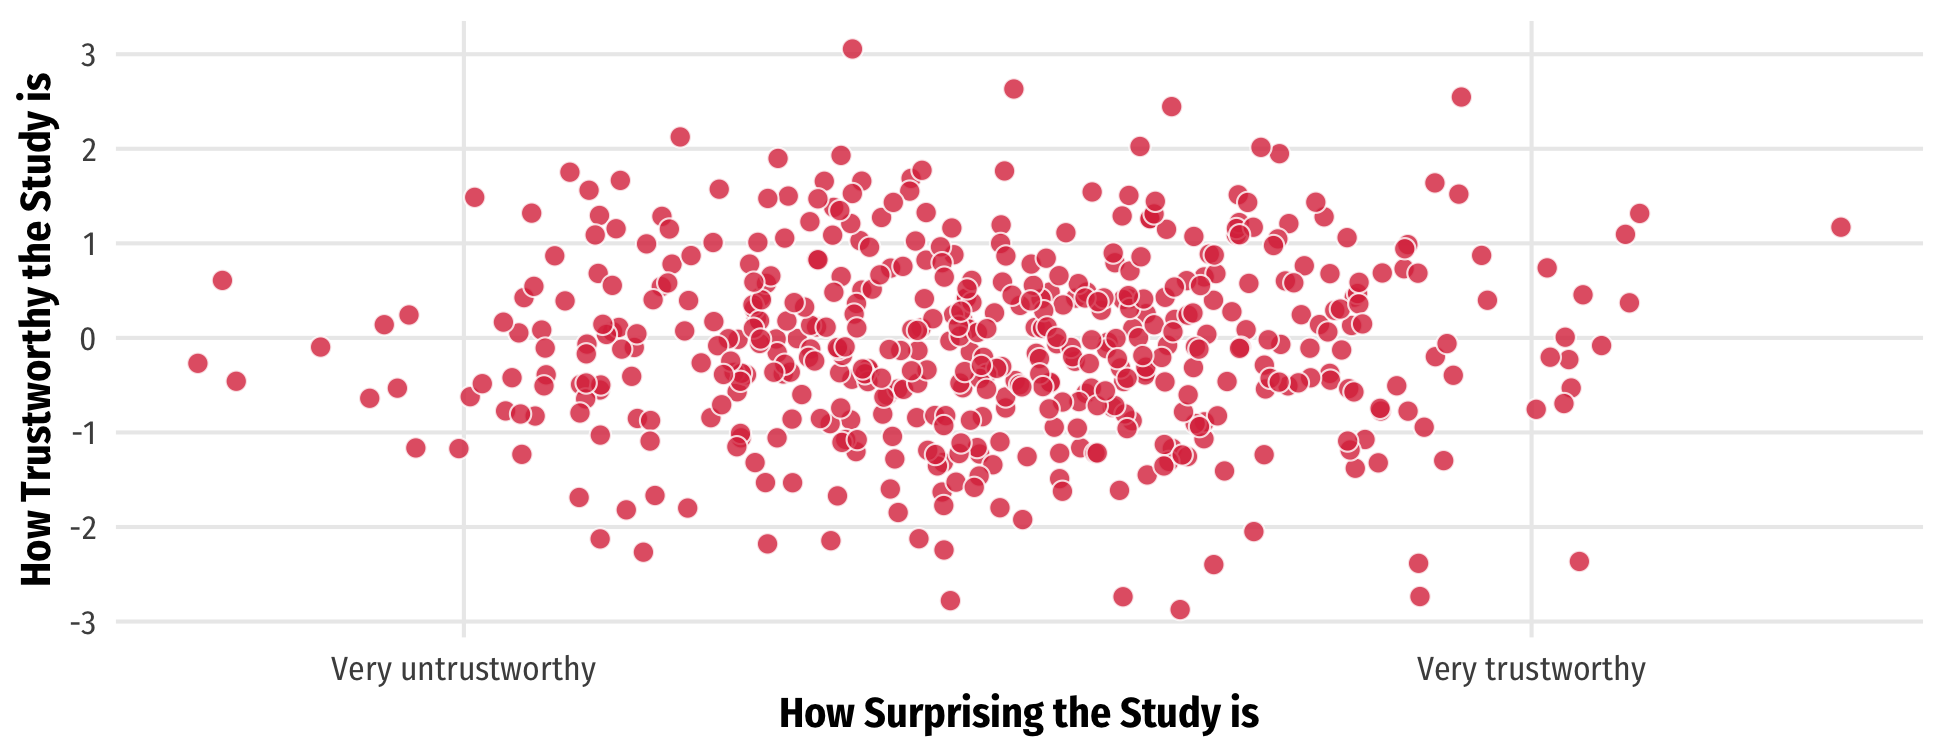 How Trustworthy the Study is
3
2
1
0
-1
-2
-3
Very untrustworthy
Very trustworthy
How Surprising the Study is